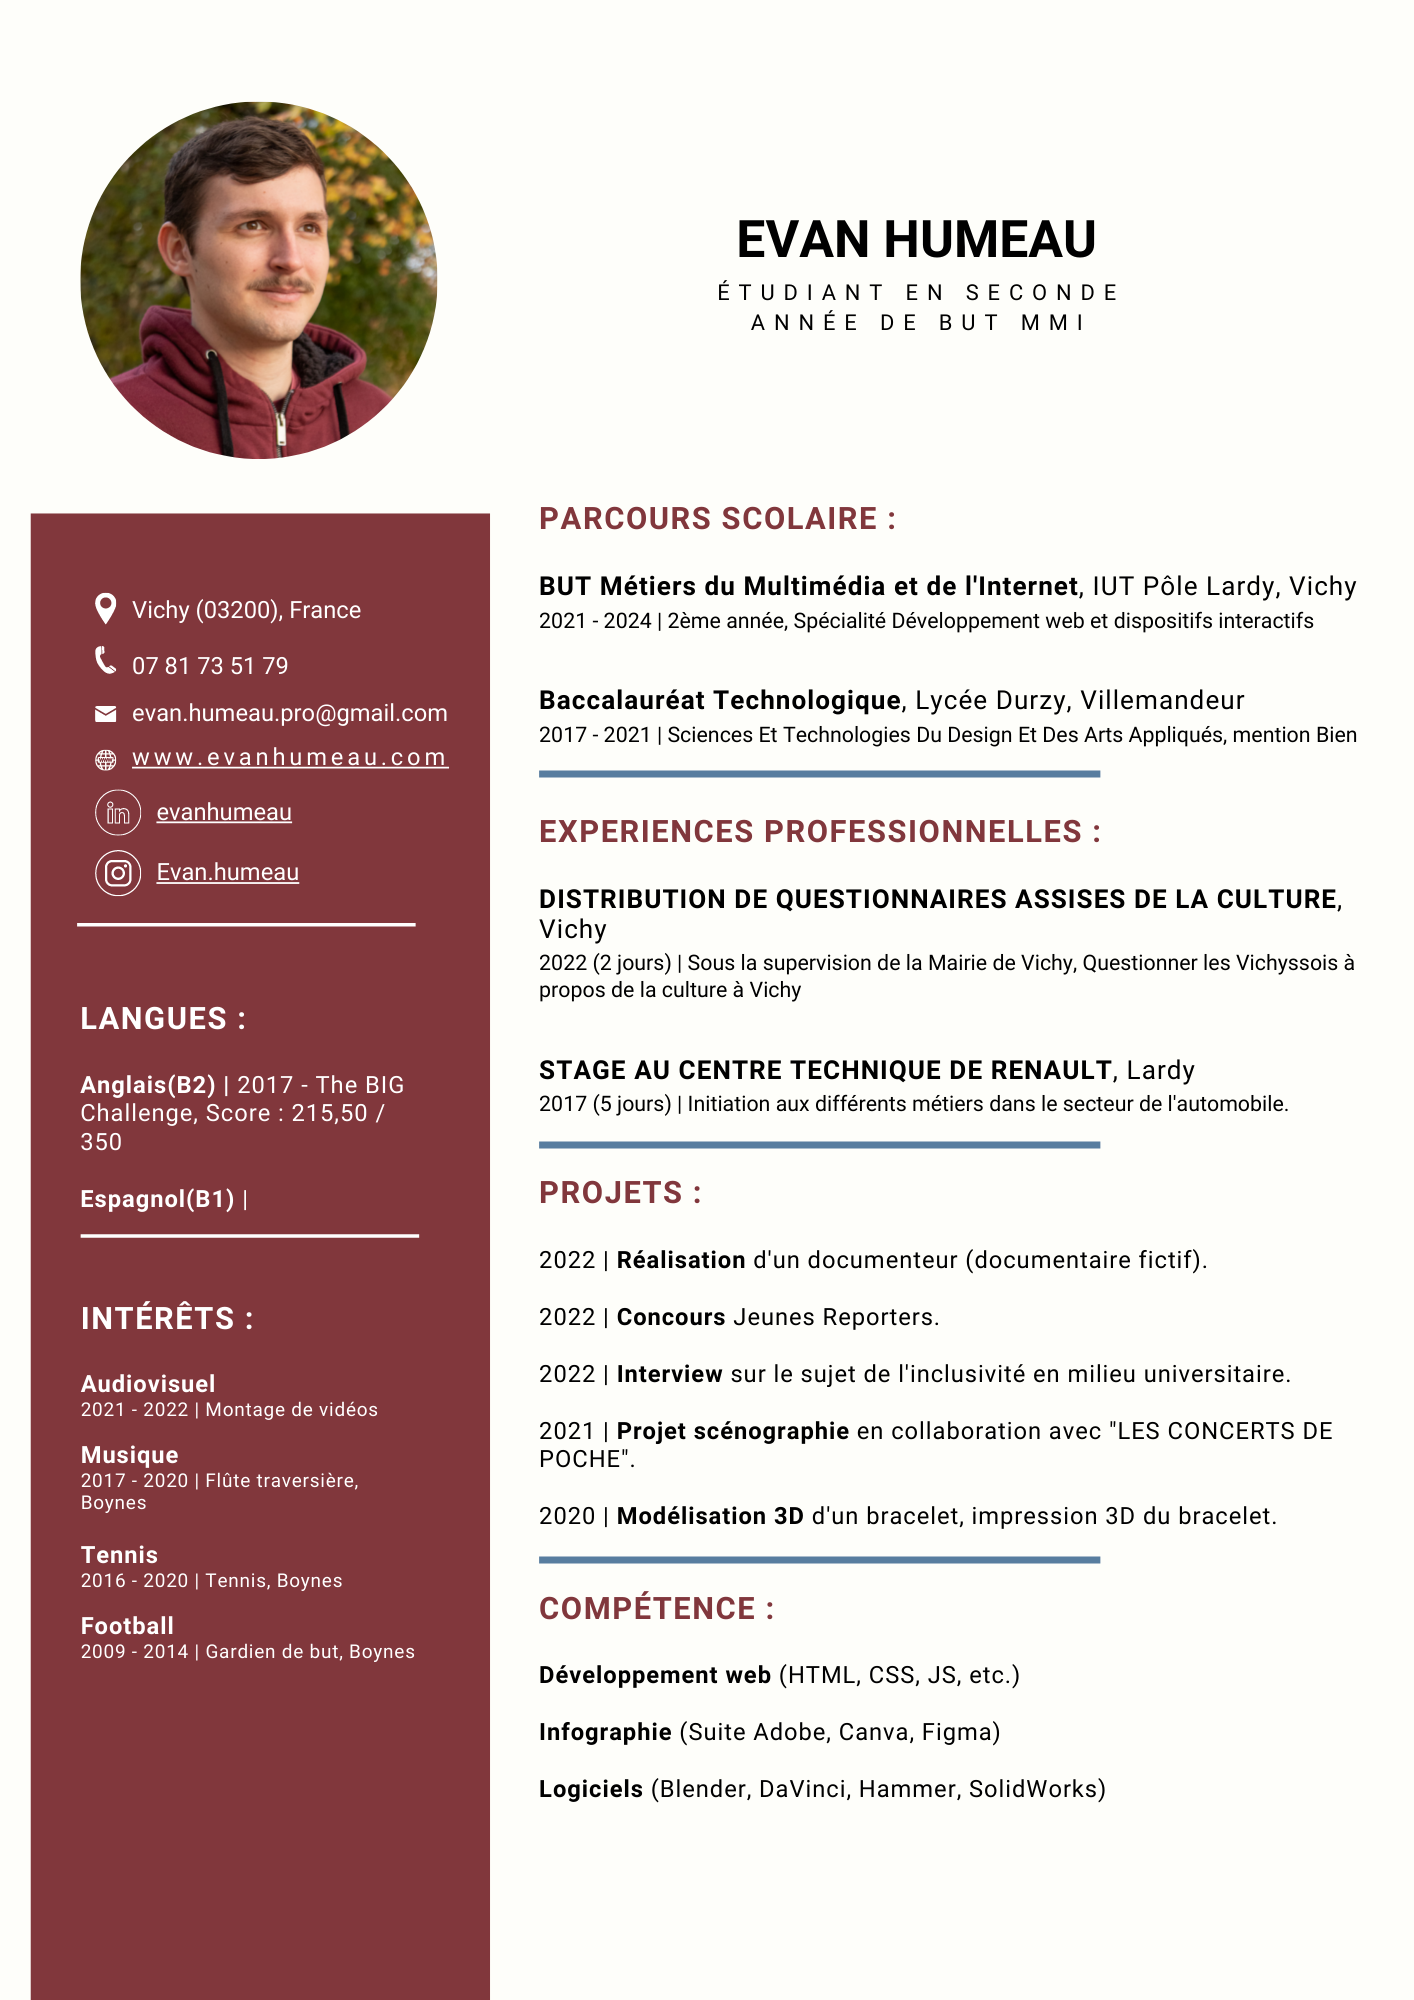 EVAN HUMEAU
ÉTUDIANT EN SECONDE
ANNÉE DE BUT MMI
Vichy (03200), France
07 81 73 51 79
evan.humeau.pro@gmail.com
www.evanhumeau.com
in evanhumeau
Evan.humeau
LANGUES :
Anglais(B2) | 2017 - The BIG
Challenge, Score : 215,50 /
350
Espagnol(B1) |
INTÉRÊTS :
Audiovisuel
2021 - 2022 | Montage de vidéos
Musique
2017 - 2020 | Flûte traversière,
Boynes
Tennis
2016 - 2020 | Tennis, Boynes
Football
2009 - 2014 | Gardien de but, Boynes
PARCOURS SCOLAIRE :
BUT Métiers du Multimédia et de l'Internet, IUT Pôle Lardy, Vichy
2021 - 2024 | 2ème année, Spécialité Développement web et dispositifs interactifs
Baccalauréat Technologique, Lycée Durzy, Villemandeur
2017 - 2021 | Sciences Et Technologies Du Design Et Des Arts Appliqués, mention Bien
EXPERIENCES PROFESSIONNELLES :
DISTRIBUTION DE QUESTIONNAIRES ASSISES DE LA CULTURE,
Vichy
2022 (2 jours) | Sous la supervision de la Mairie de Vichy, Questionner les Vichyssois à
propos de la culture à Vichy
STAGE AU CENTRE TECHNIQUE DE RENAULT, Lardy
2017 (5 jours) | Initiation aux différents métiers dans le secteur de l'automobile.
PROJETS :
2022 | Réalisation d'un documenteur (documentaire fictif).
2022 | Concours Jeunes Reporters.
2022 | Interview sur le sujet de l'inclusivité en milieu universitaire.
2021 | Projet scénographie en collaboration avec "LES CONCERTS DE
POCHE".
2020 | Modélisation 3D d'un bracelet, impression 3D du bracelet.
COMPÉTENCE :
Développement web (HTML, CSS, JS, etc.)
Infographie (Suite Adobe, Canva, Figma)
Logiciels (Blender, DaVinci, Hammer, SolidWorks)